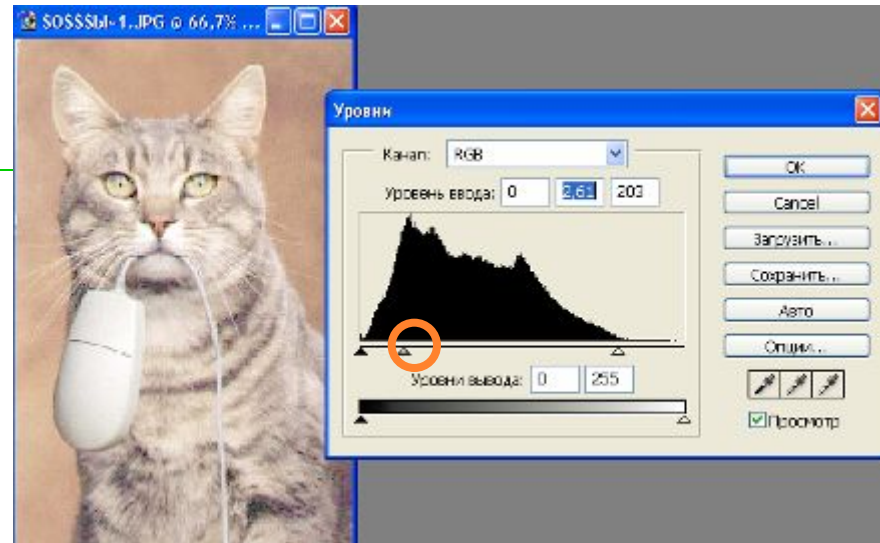 SOSSSЫ~1.JPG @ 66,7% ...
Уровни
Канал: RGB
Уровень ввода: 0 2,61 203
Уровни вывода: 0 255
OK
Cancel
Загрузить...
Сохранить...
Авто
Опции...
Просмотр